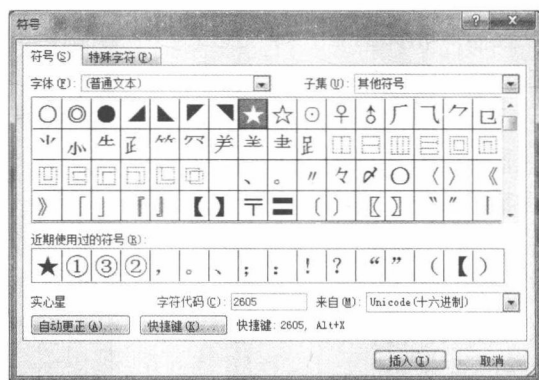 符号
符号(S) 特殊字符(P)
字体(F): (普通文本) 子集(U): 其他符号
○ ◎ ● ◢ ◣ ◤ ◥ ★ ☆ ⊙ ♀ ♂ ⺁ ⺄ ⺈ ⺋
⺌ ⺍ ⺧ ⺪ ⺮ ⺳ ⺶ ⺷ ⺻ ⻊ ⿰ ⿱ ⿲ ⿳ ⿴ ⿵
⿶ ⿷ ⿸ ⿹ ⿺ ⿻ 、 。 〃 々 〆 〇 〈 〉 《
》 「 」 『 』 【 】 〒 〓 〔 〕 〖 〗 〝 〞 〡
近期使用过的符号(R):
★ ① ③ ② , 。 、 ; : ! ? “ ” ( 【 )
实心星 字符代码(C): 2605 来自(M): Unicode(十六进制)
自动更正(A)... 快捷键(K)... 快捷键: 2605, Alt+X
插入(I) 取消